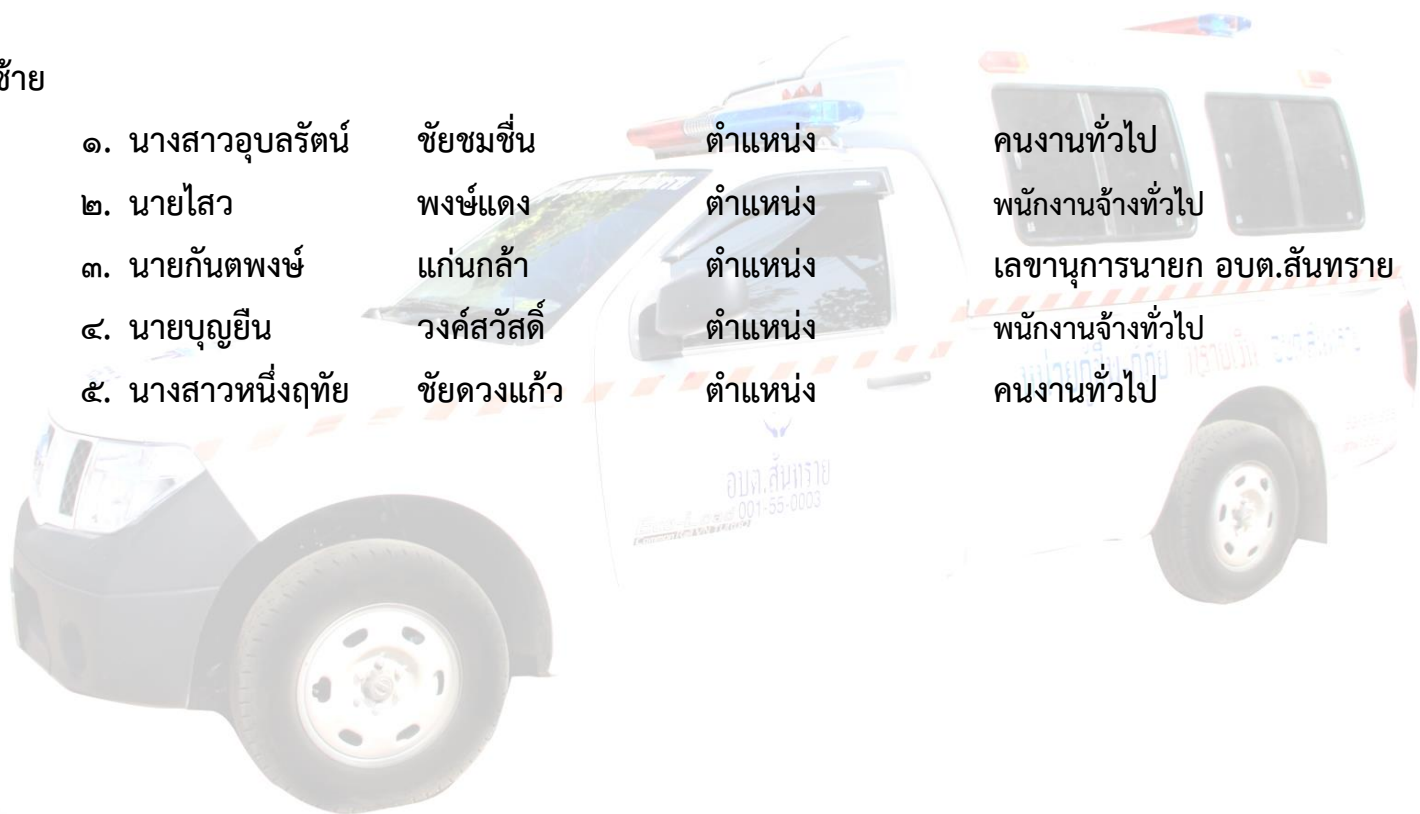 ซ้าย
๑. นางสาวอุบลรัตน์ ชัยชมชื่น ตำแหน่ง คนงานทั่วไป
๒. นายไสว พงษ์แดง ตำแหน่ง พนักงานจ้างทั่วไป
๓. นายกันตพงษ์ แก่นกล้า ตำแหน่ง เลขานุการนายก อบต.สันทราย
๔. นายบุญยืน วงค์สวัสดิ์ ตำแหน่ง พนักงานจ้างทั่วไป
๕. นางสาวหนึ่งฤทัย ชัยดวงแก้ว ตำแหน่ง คนงานทั่วไป
อบต.สันทราย
001-55-0003